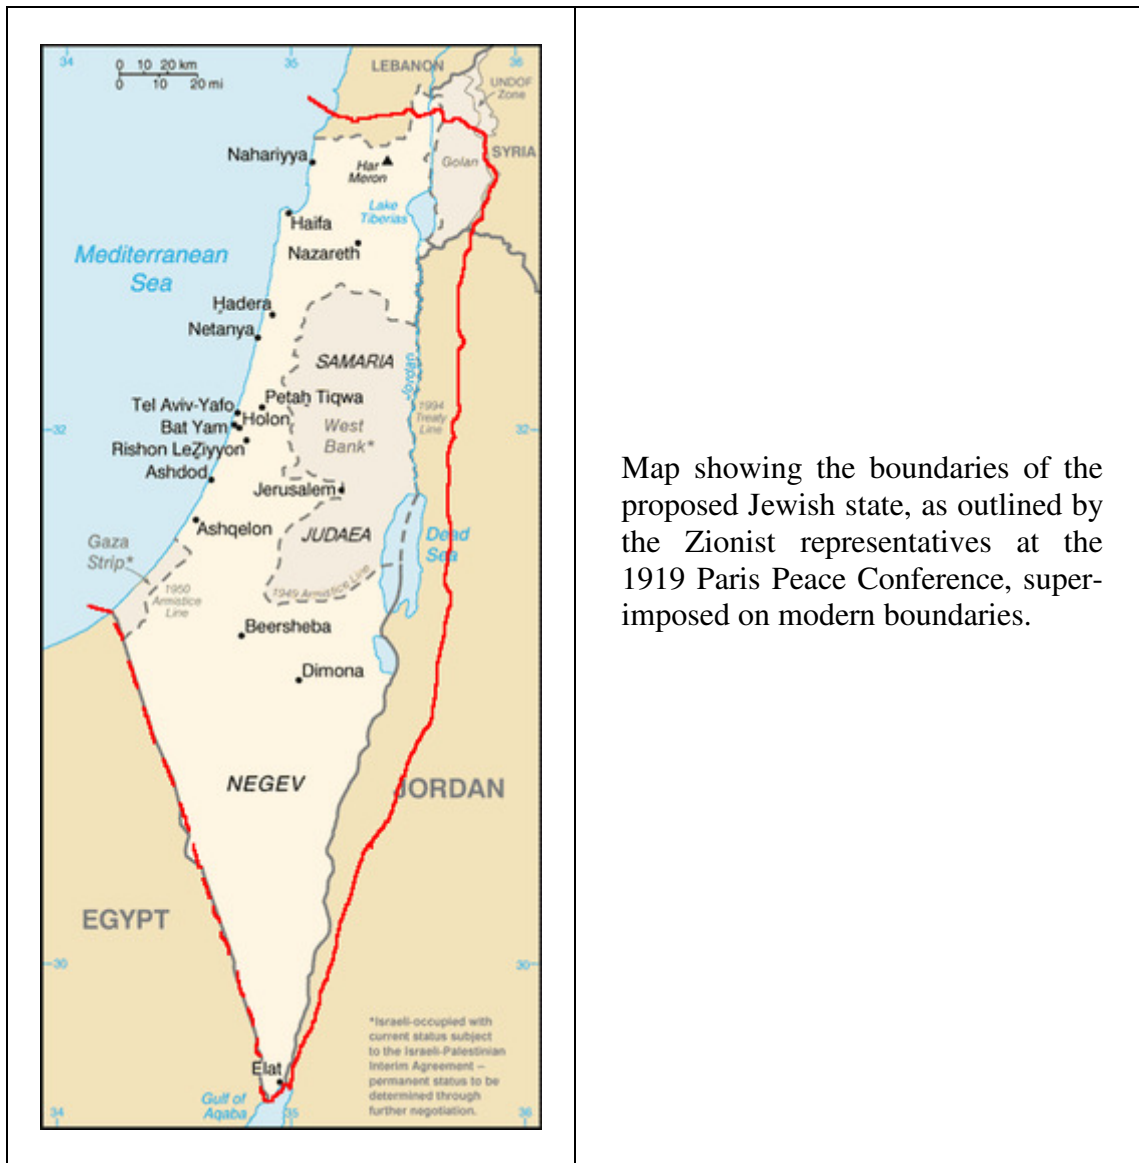 34
35
36
0 10 20 km
0 10 20 mi
LEBANON
UNDOF
Zone
SYRIA
Nahariyya
Har
Meron
Golan
Lake
Tiberias
Haifa
Nazareth
Mediterranean
Sea
Hadera
Netanya
SAMARIA
Jordan
Tel Aviv-Yafo
Petah Tiqwa
1994
Treaty
Line
32
Bat Yam
Holon
West
Bank*
32
Rishon LeZiyyon
Ashdod
Jerusalem
Ashqelon
JUDAEA
Dead
Sea
Gaza
Strip*
1950
Armistice
Line
1949 Armistice Line
Beersheba
Dimona
NEGEV
JORDAN
EGYPT
30
30
*Israeli-occupied with
current status subject
to the Israeli-Palestinian
Interim Agreement –
permanent status to be
determined through
further negotiation.
Elat
Gulf of
Aqaba
34
35
36
Map showing the boundaries of the
proposed Jewish state, as outlined by
the Zionist representatives at the
1919 Paris Peace Conference, super-
imposed on modern boundaries.